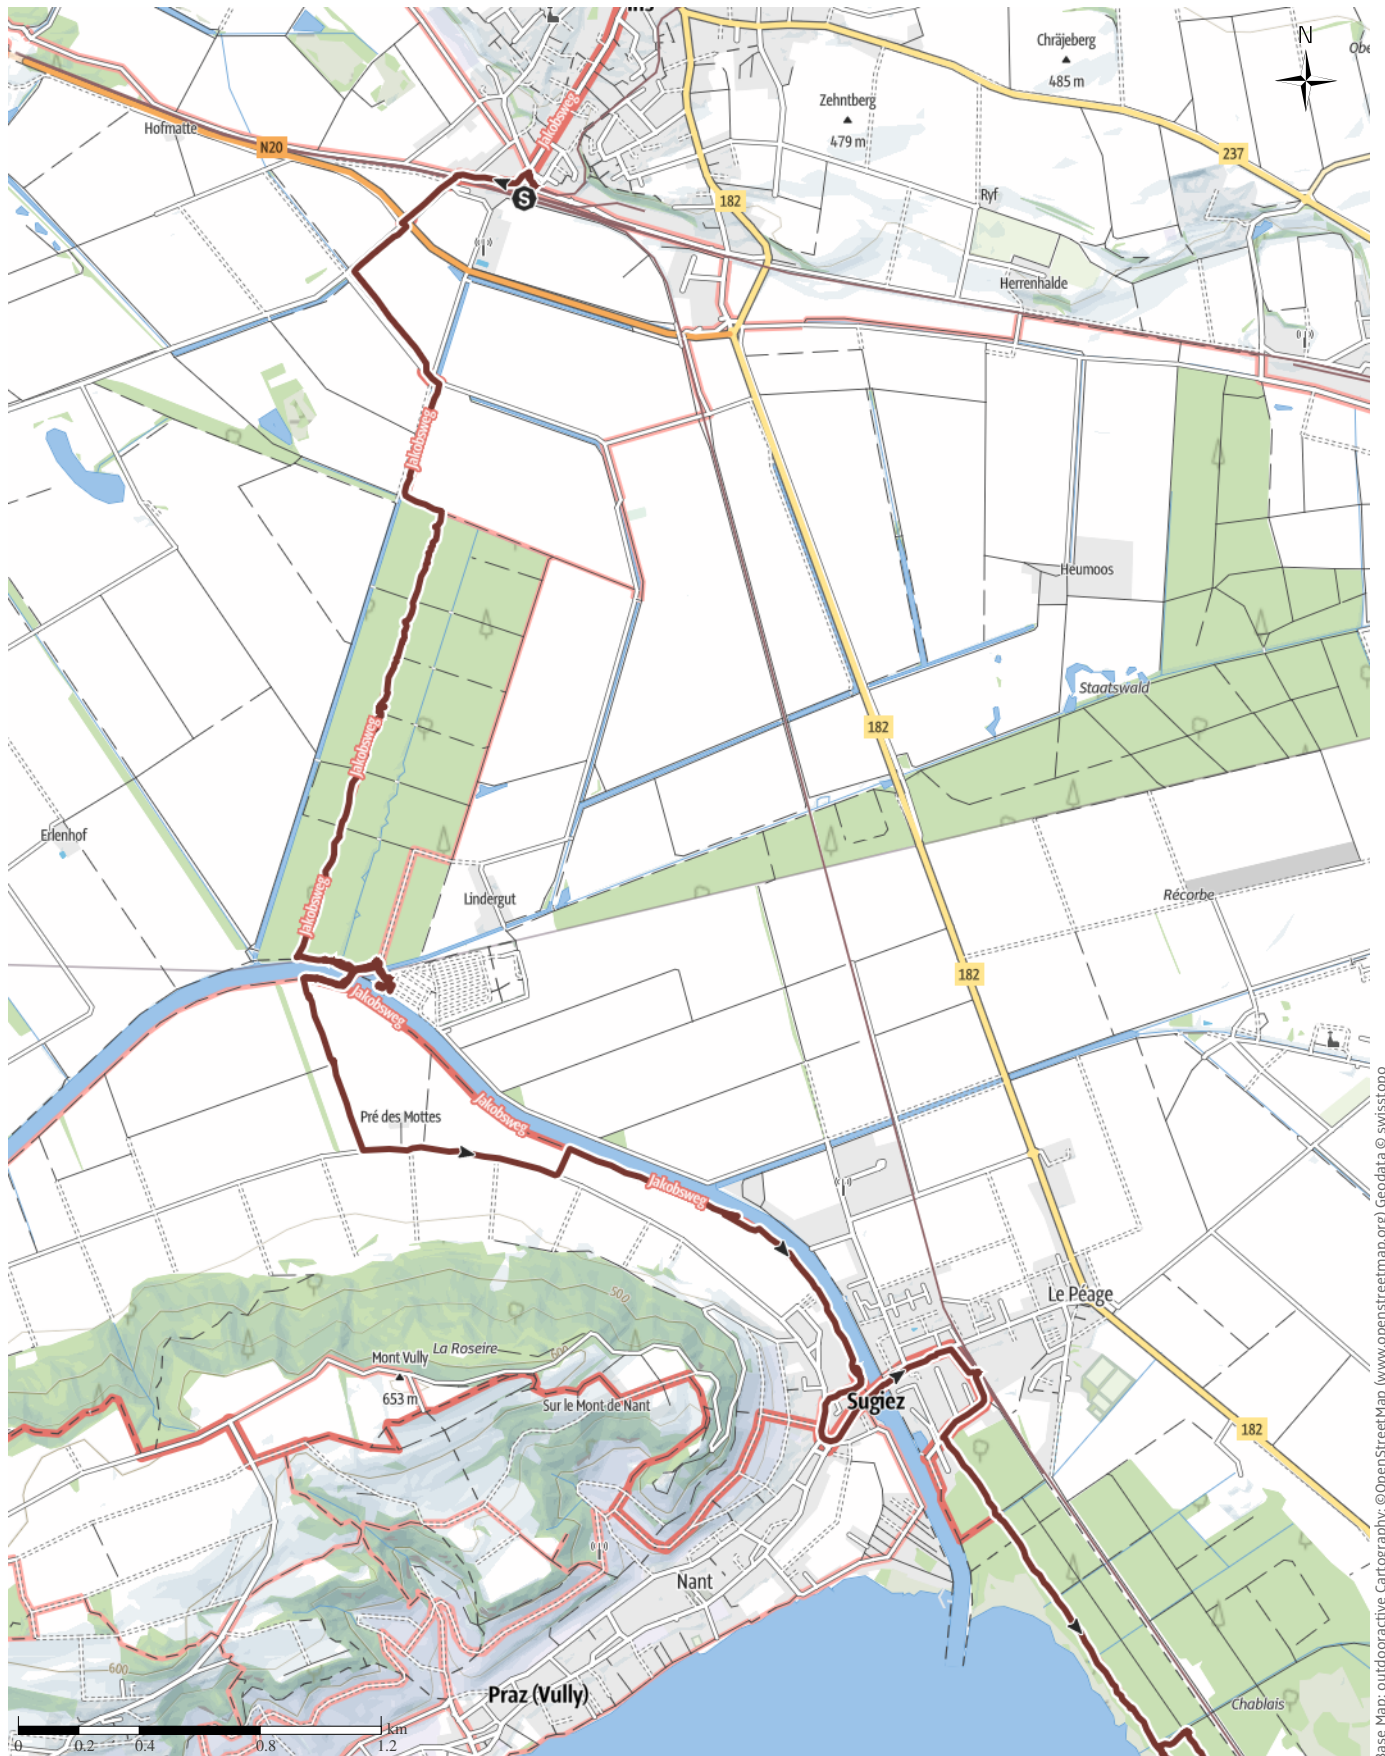 Ins
N
Chräjeberg
485 m
Zehntberg
479 m
Hofmatte
N20
Jakobsweg
237
S
182
Ryf
Herrenhalde
Jakobsweg
Heumoos
Staatswald
182
Jakobsweg
Erlenhof
Lindergut
Récorbe
Jakobsweg
182
Jakobsweg
Pré des Mottes
Jakobsweg
Jakobsweg
Le Péage
500
La Roseire
600
Mont Vully
653 m
Sur le Mont de Nant
Sugiez
182
Nant
600
Praz (Vully)
Chablais
km
0 0.2 0.4 0.8 1.2
ase Map: outdooractive Cartography: ©OpenStreetMap (www.openstreetmap.org) Geodata © swisstopo